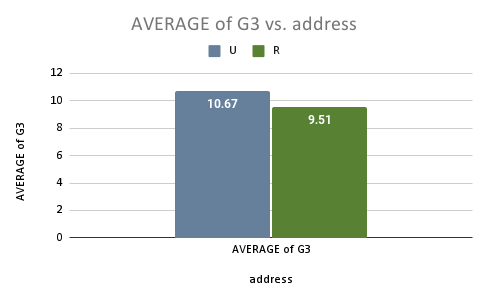 AVERAGE of G3 vs. address
U R
12
10
8
6
4
2
0
AVERAGE of G3
10.67
9.51
AVERAGE of G3
address